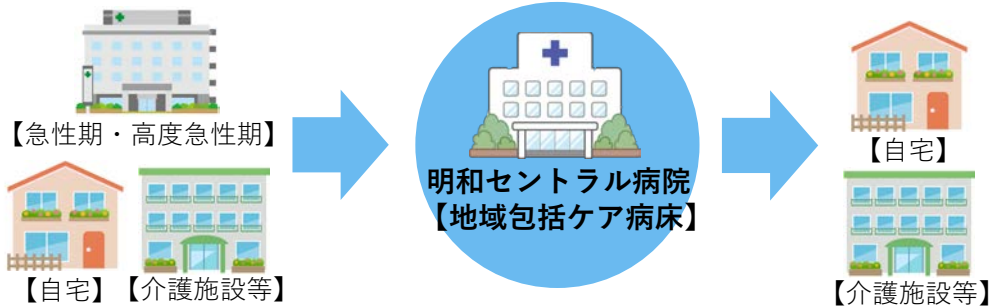 【急性期・高度急性期】
【自宅】
【介護施設等】
明和セントラル病院
【地域包括ケア病床】
【自宅】
【介護施設等】